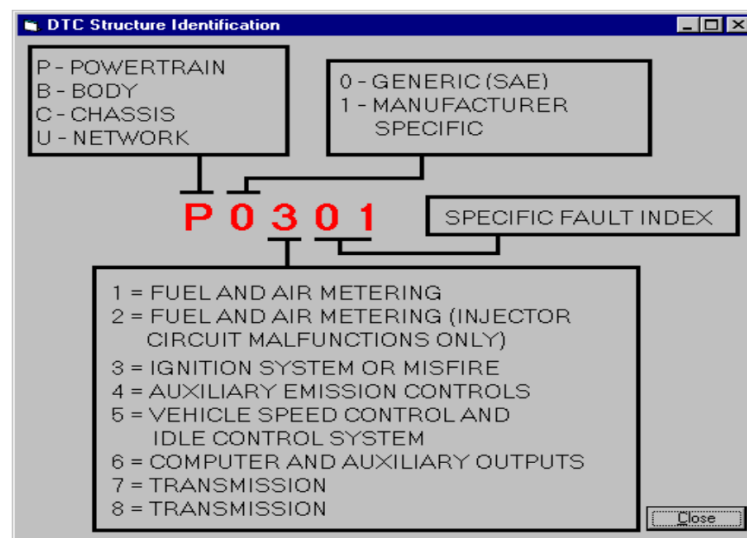 DTC Structure Identification
P - POWERTRAIN
B - BODY
C - CHASSIS
U - NETWORK
0 - GENERIC (SAE)
1 - MANUFACTURER
SPECIFIC
P 0 3 0 1
SPECIFIC FAULT INDEX
1 = FUEL AND AIR METERING
2 = FUEL AND AIR METERING (INJECTOR
CIRCUIT MALFUNCTIONS ONLY)
3 = IGNITION SYSTEM OR MISFIRE
4 = AUXILIARY EMISSION CONTROLS
5 = VEHICLE SPEED CONTROL AND
IDLE CONTROL SYSTEM
6 = COMPUTER AND AUXILIARY OUTPUTS
7 = TRANSMISSION
8 = TRANSMISSION
Close